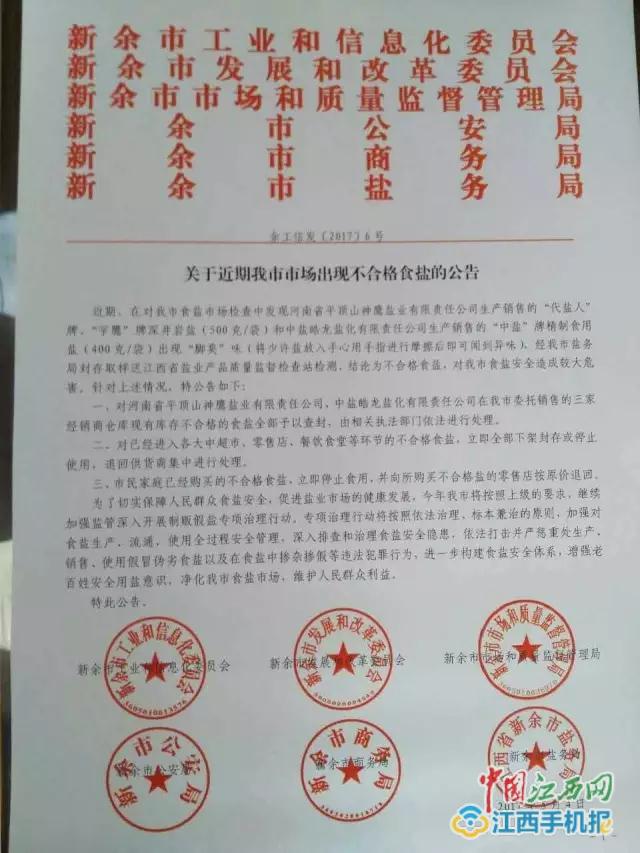 新余市工业和信息化委员会
新余市发展和改革委员会
新余市市场和质量监督管理局
新余市公安局
新余市商务局
新余市盐务局
余工信发〔2017〕6号
关于近期我市市场出现不合格食盐的公告
近期，在对我市食盐市场检查中发现河南省平顶山神鹰盐业有限责任公司生产销售的“代盐人”
牌、“字鹰”牌深井岩盐（500克/袋）和中盐皓龙盐化有限责任公司生产销售的“中盐”牌精制食用
盐（400克/袋）出现“脚臭”味（将少许盐放入手心用手指进行摩擦后即可闻到异味）。经我市盐务
局封存取样送江西省盐业产品质量监督检查站检测，结论为不合格食盐，对我市食盐安全造成较大危
害。针对上述情况，特公告如下：
一、对河南省平顶山神鹰盐业有限责任公司，中盐皓龙盐化有限责任公司在我市委托销售的三家
经销商仓库现有库存不合格的食盐全部予以查封，由相关执法部门依法进行处理。
二、对已经进入各大中超市、零售店、餐饮食堂等环节的不合格食盐，立即全部下架封存或停止
使用，退回供货商集中进行处理。
三、市民家庭已经购买的不合格食盐，立即停止食用，并向所购买不合格盐的零售店按原价退回。
为了切实保障人民群众食盐安全，促进盐业市场的健康发展，今年我市将按照上级的要求，继续
加强监管深入开展制贩假盐专项治理行动。专项治理行动将按照依法治理、标本兼治的原则，加强对
食盐生产、流通，使用全过程安全管理，深入排查和治理食盐安全隐患，依法打击并严惩重处生产、
销售、使用假冒伪劣食盐以及在食盐中掺杂掺假等违法犯罪行为，进一步构建食盐安全体系，增强老
百姓安全用盐意识，净化我市食盐市场，维护人民群众利益。
特此公告。
新余市工业和信息化委员会 新余市发展和改革委员会 新余市市场和质量监督管理局
新余市公安局 新余市商务局 新余市盐务局
中国江西网
江西手机报